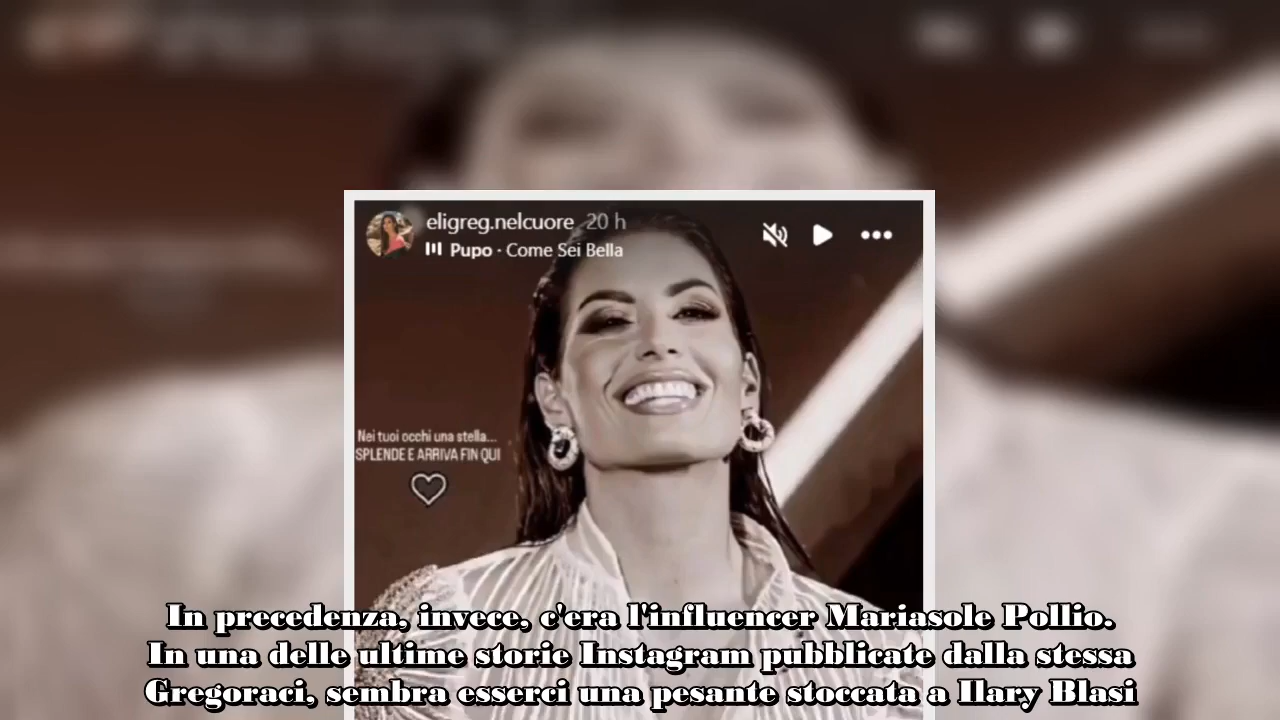 eligreg.nelcuore 20 h
Pupo · Come Sei Bella
Nei tuoi occhi una stella...
SPLENDE E ARRIVA FIN QUI
In precedenza, invece, c'era l'influencer Mariasole Pollio.
In una delle ultime storie Instagram pubblicate dalla stessa
Gregoraci, sembra esserci una pesante stoccata a Ilary Blasi